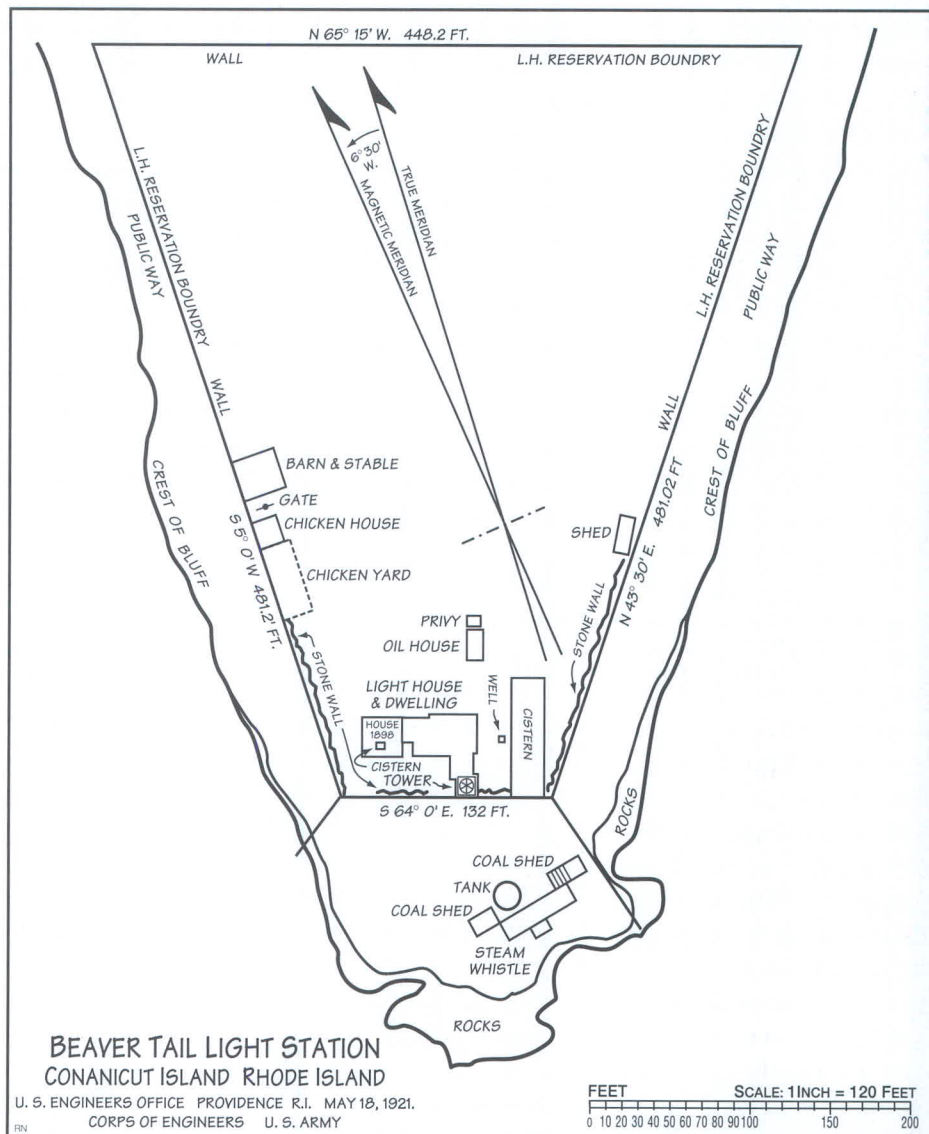 N 65° 15' W. 448.2 FT.
WALL
L.H. RESERVATION BOUNDRY
6° 30'
W.
MAGNETIC MERIDIAN
TRUE MERIDIAN
L.H. RESERVATION BOUNDRY
PUBLIC WAY
WALL
L.H. RESERVATION BOUNDRY
PUBLIC WAY
WALL
CREST OF BLUFF
CREST OF BLUFF
BARN & STABLE
GATE
CHICKEN HOUSE
S 5° 0' W 481.2' FT.
CHICKEN YARD
SHED
N 43° 30' E. 481.02 FT
STONE WALL
PRIVY
OIL HOUSE
STONE WALL
LIGHT HOUSE
& DWELLING
WELL
CISTERN
HOUSE
1898
CISTERN
TOWER
S 64° 0' E. 132 FT.
ROCKS
COAL SHED
TANK
COAL SHED
STEAM
WHISTLE
ROCKS
BEAVER TAIL LIGHT STATION
CONANICUT ISLAND RHODE ISLAND
U. S. ENGINEERS OFFICE PROVIDENCE R.I. MAY 18, 1921.
CORPS OF ENGINEERS U. S. ARMY
RN
FEET
SCALE: 1 INCH = 120 FEET
0 10 20 30 40 50 60 70 80 90 100 150 200